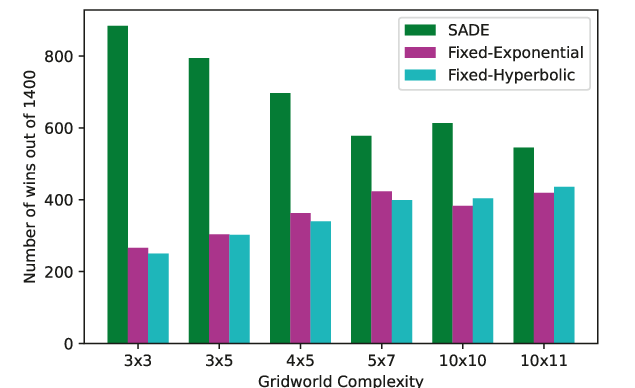 SADE
Fixed-Exponential
Fixed-Hyperbolic
Number of wins out of 1400
800
600
400
200
0
3x3 3x5 4x5 5x7 10x10 10x11
Gridworld Complexity